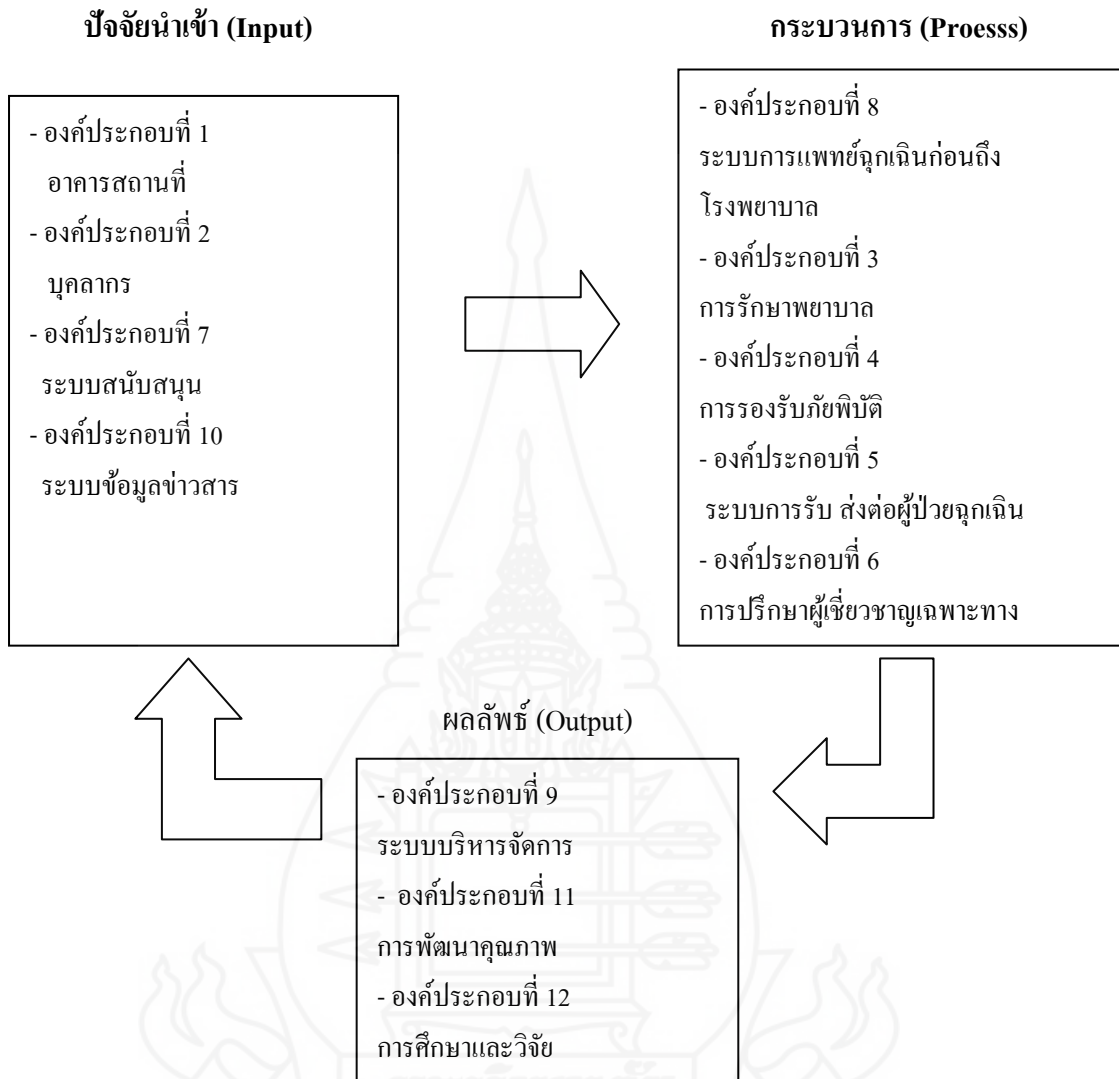 ปัจจัยนำเข้า (Input)
- องค์ประกอบที่ 1
อาคารสถานที่
- องค์ประกอบที่ 2
บุคลากร
- องค์ประกอบที่ 7
ระบบสนับสนุน
- องค์ประกอบที่ 10
ระบบข้อมูลข่าวสาร
กระบวนการ (Proesss)
- องค์ประกอบที่ 8
ระบบการแพทย์ฉุกเฉินก่อนถึง
โรงพยาบาล
- องค์ประกอบที่ 3
การรักษาพยาบาล
- องค์ประกอบที่ 4
การรองรับภัยพิบัติ
- องค์ประกอบที่ 5
ระบบการรับ ส่งต่อผู้ป่วยฉุกเฉิน
- องค์ประกอบที่ 6
การปรึกษาผู้เชี่ยวชาญเฉพาะทาง
ผลลัพธ์ (Output)
- องค์ประกอบที่ 9
ระบบบริหารจัดการ
- องค์ประกอบที่ 11
การพัฒนาคุณภาพ
- องค์ประกอบที่ 12
การศึกษาและวิจัย